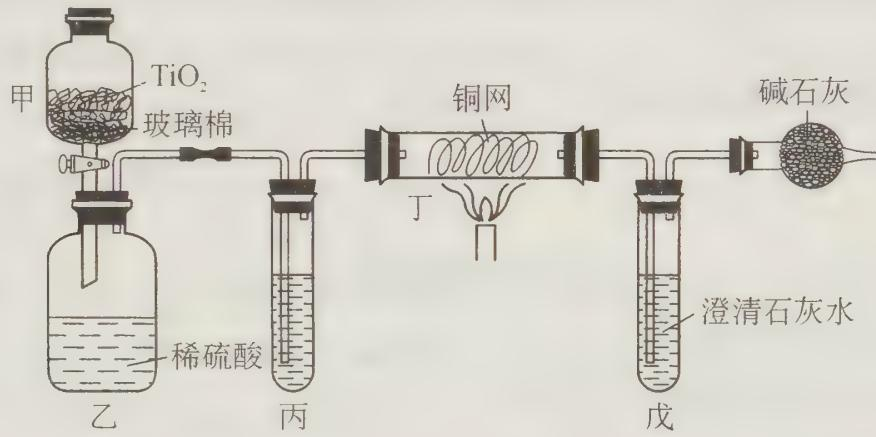 甲
TiO₂
玻璃棉
铜网
碱石灰
丁
稀硫酸
澄清石灰水
乙
丙
戊